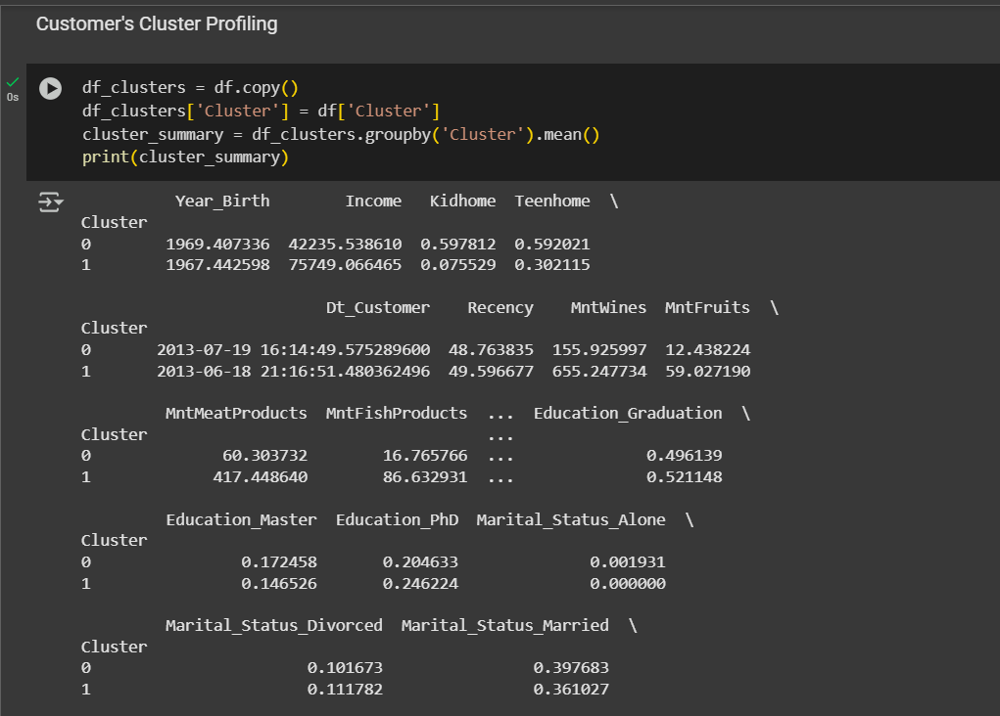 Customer's Cluster Profiling
0s
df_clusters = df.copy()
df_clusters['Cluster'] = df['Cluster']
cluster_summary = df_clusters.groupby('Cluster').mean()
print(cluster_summary)
Year_Birth Income Kidhome Teenhome \
Cluster
0 1969.407336 42235.538610 0.597812 0.592021
1 1967.442598 75749.066465 0.075529 0.302115
Dt_Customer Recency MntWines MntFruits \
Cluster
0 2013-07-19 16:14:49.575289600 48.763835 155.925997 12.438224
1 2013-06-18 21:16:51.480362496 49.596677 655.247734 59.027190
MntMeatProducts MntFishProducts ... Education_Graduation \
Cluster ...
0 60.303732 16.765766 ... 0.496139
1 417.448640 86.632931 ... 0.521148
Education_Master Education_PhD Marital_Status_Alone \
Cluster
0 0.172458 0.204633 0.001931
1 0.146526 0.246224 0.000000
Marital_Status_Divorced Marital_Status_Married \
Cluster
0 0.101673 0.397683
1 0.111782 0.361027